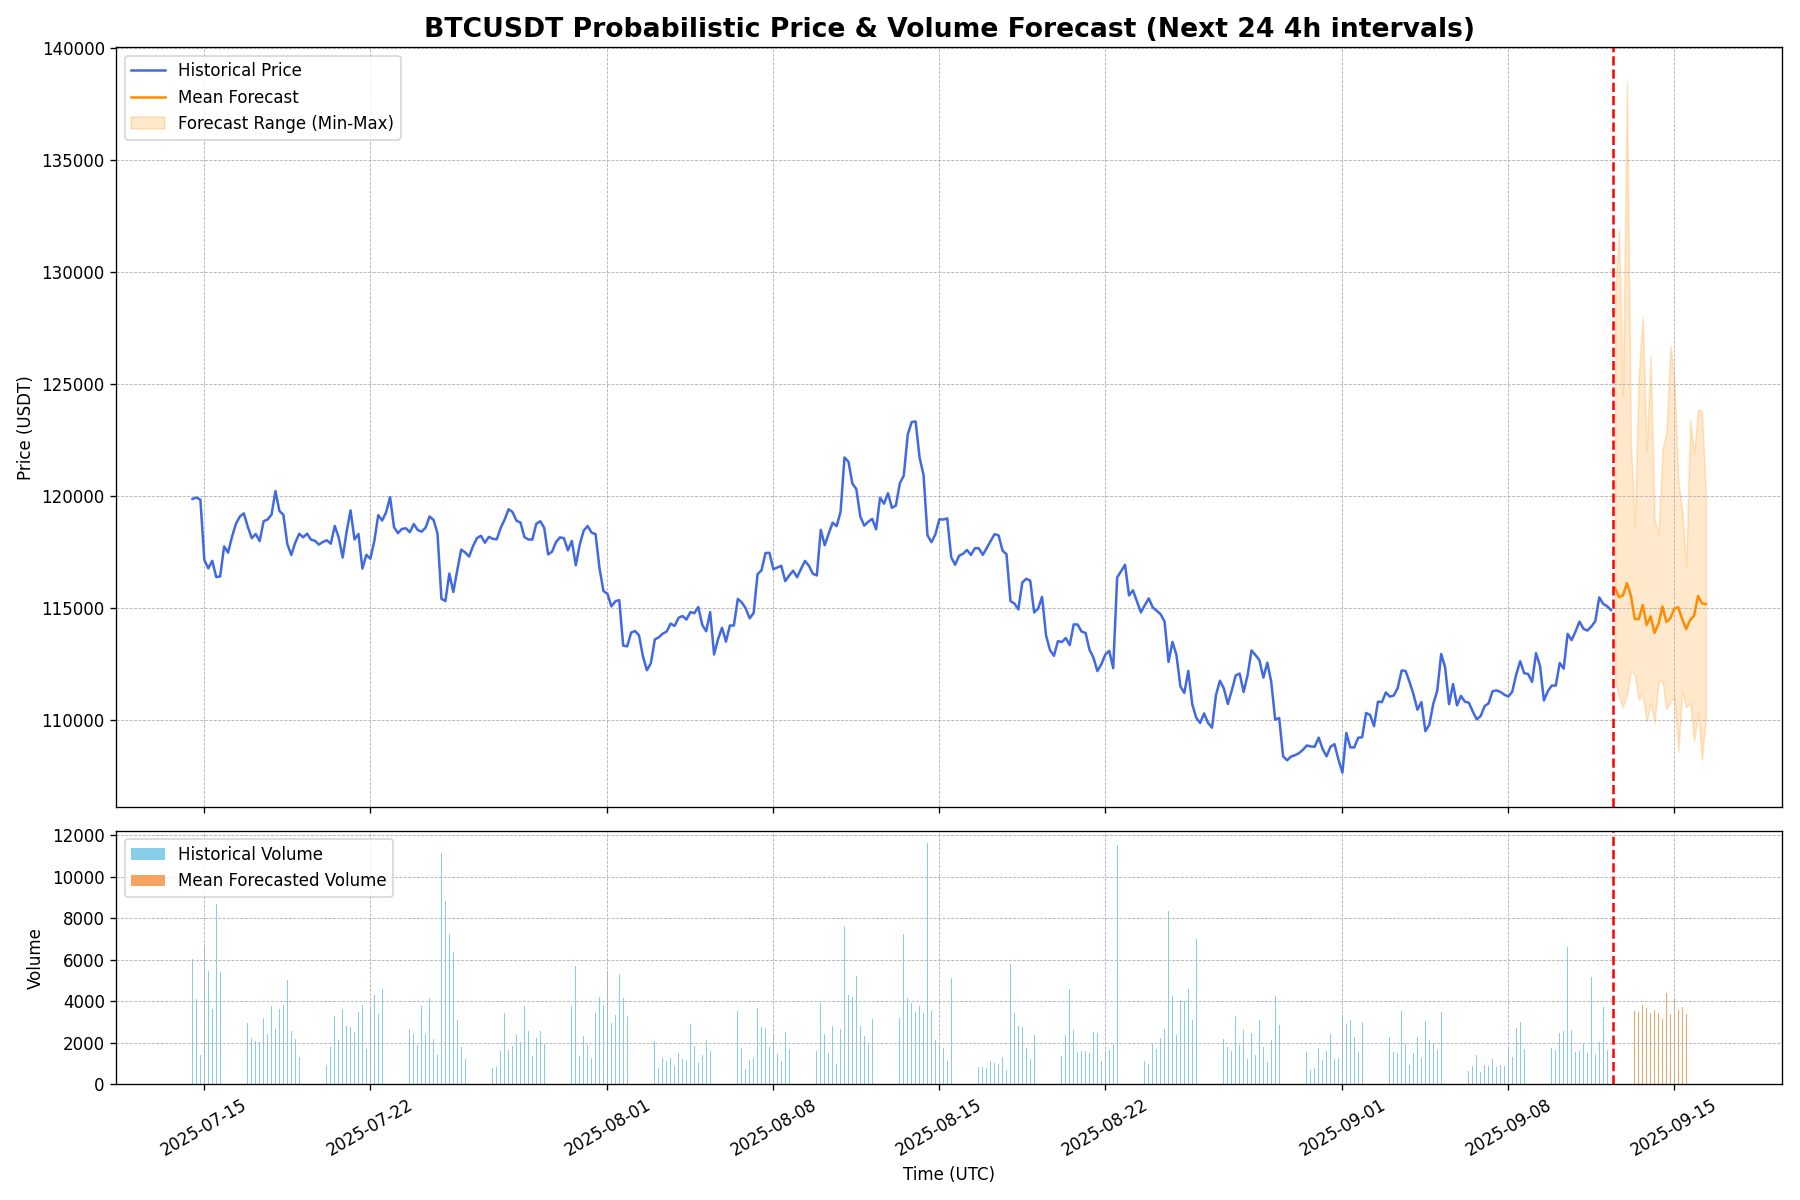 BTCUSDT Probabilistic Price & Volume Forecast (Next 24 4h intervals)
Historical Price
Mean Forecast
Forecast Range (Min-Max)
Price (USDT)
140000
135000
130000
125000
120000
115000
110000
Historical Volume
Mean Forecasted Volume
Volume
12000
10000
8000
6000
4000
2000
0
2025-07-15
2025-07-22
2025-08-01
2025-08-08
2025-08-15
2025-08-22
2025-09-01
2025-09-08
2025-09-15
Time (UTC)